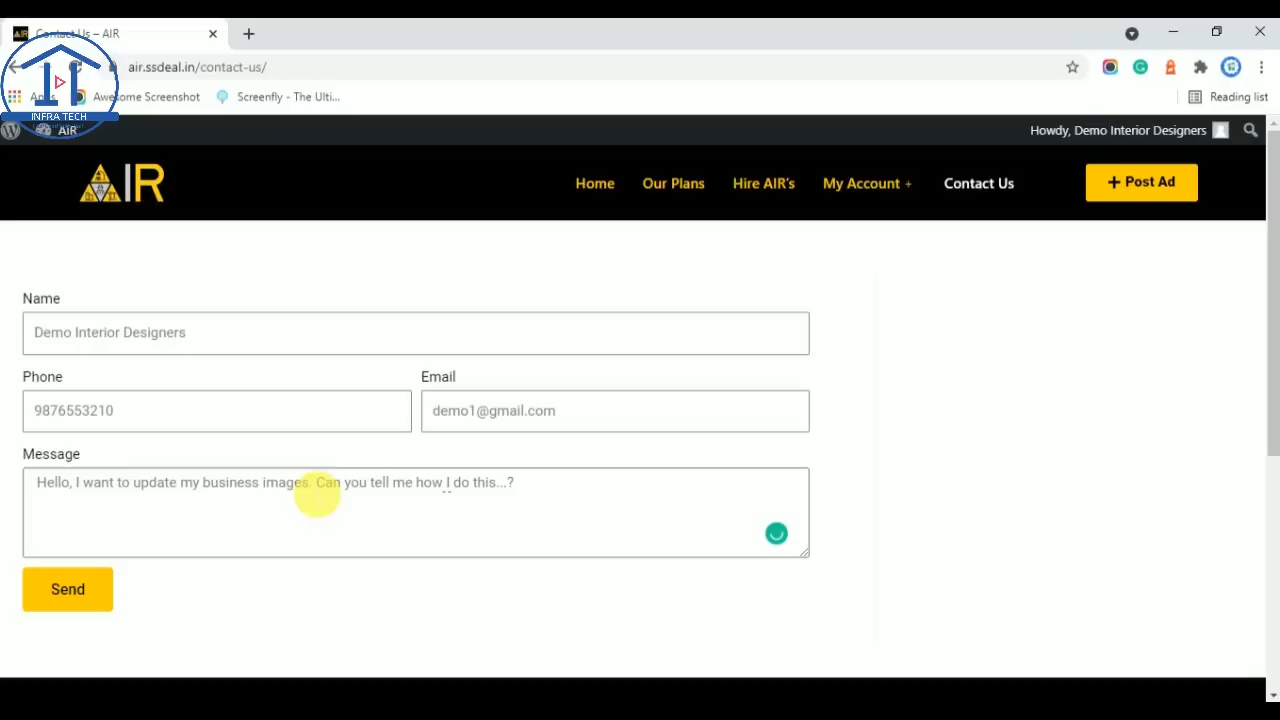 AIR Contact Us – AIR
air.ssdeal.in/contact-us/
Apps Awesome Screenshot Screenfly - The Ulti... Reading list
INFRA TECH
AIR Howdy, Demo Interior Designers
AIR Home Our Plans Hire AIR's My Account + Contact Us + Post Ad
Name
Demo Interior Designers
Phone Email
9876553210 demo1@gmail.com
Message
Hello, I want to update my business images. Can you tell me how I do this...?
Send